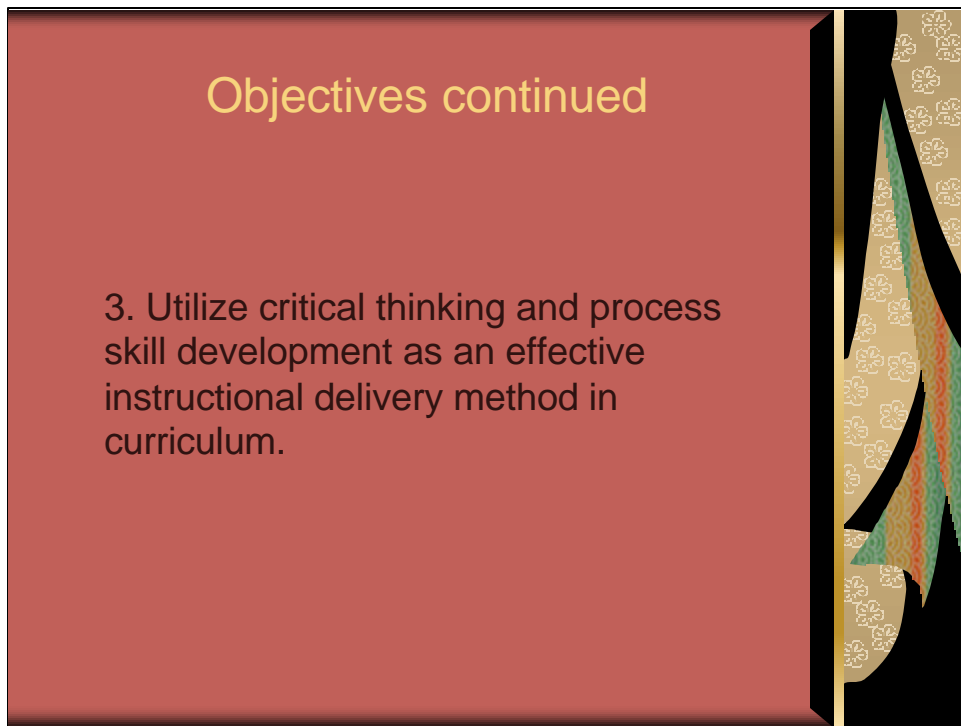 Objectives continued
3. Utilize critical thinking and process
skill development as an effective
instructional delivery method in
curriculum.